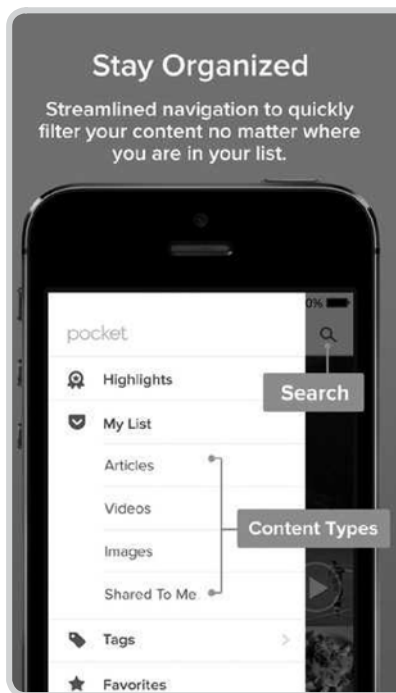 Stay Organized
Streamlined navigation to quickly
filter your content no matter where
you are in your list.
0%
pocket
Highlights
Search
My List
Articles
Videos
Content Types
Images
Shared To Me
Tags
Favorites